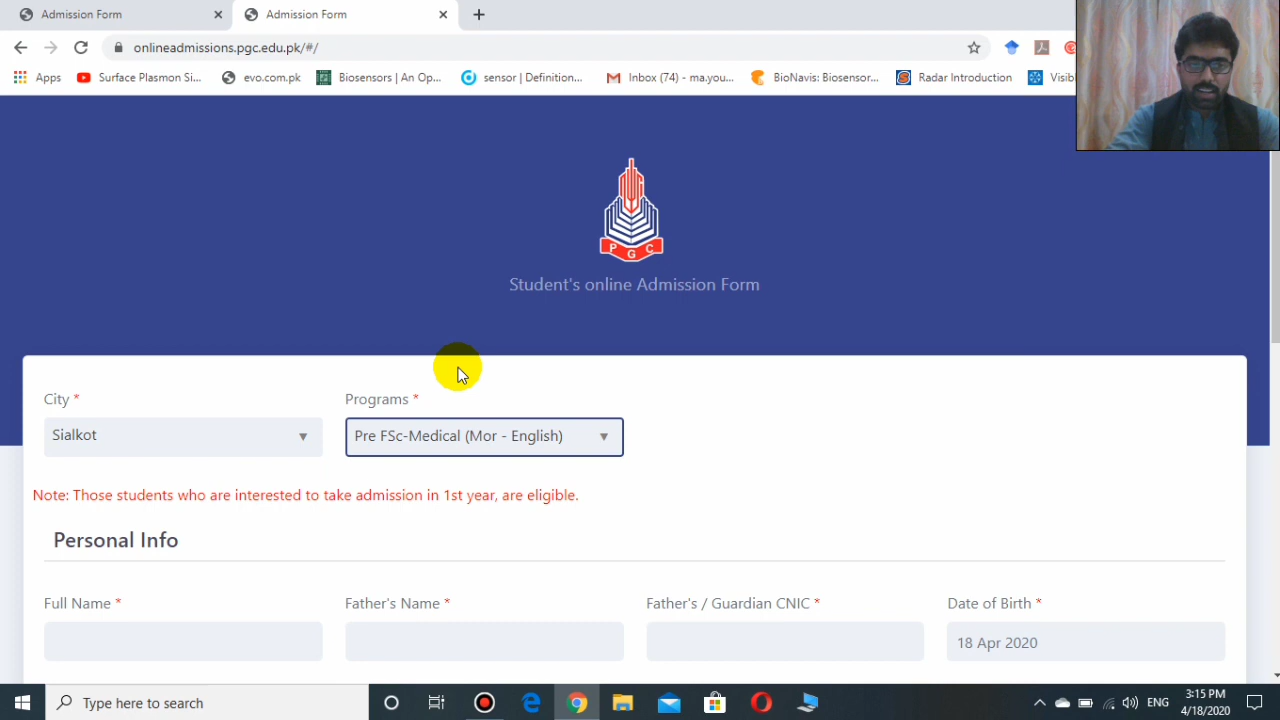 Admission Form
Admission Form
onlineadmissions.pgc.edu.pk/#/
Apps Surface Plasmon Si... evo.com.pk Biosensors | An Op... sensor | Definition... Inbox (74) - ma.you... BioNavis: Biosensor... Radar Introduction Visib
P G C
Student's online Admission Form
City * Programs *
Sialkot Pre FSc-Medical (Mor - English)
Note: Those students who are interested to take admission in 1st year, are eligible.
Personal Info
Full Name * Father's Name * Father's / Guardian CNIC * Date of Birth *
18 Apr 2020
Type here to search
ENG
3:15 PM
4/18/2020